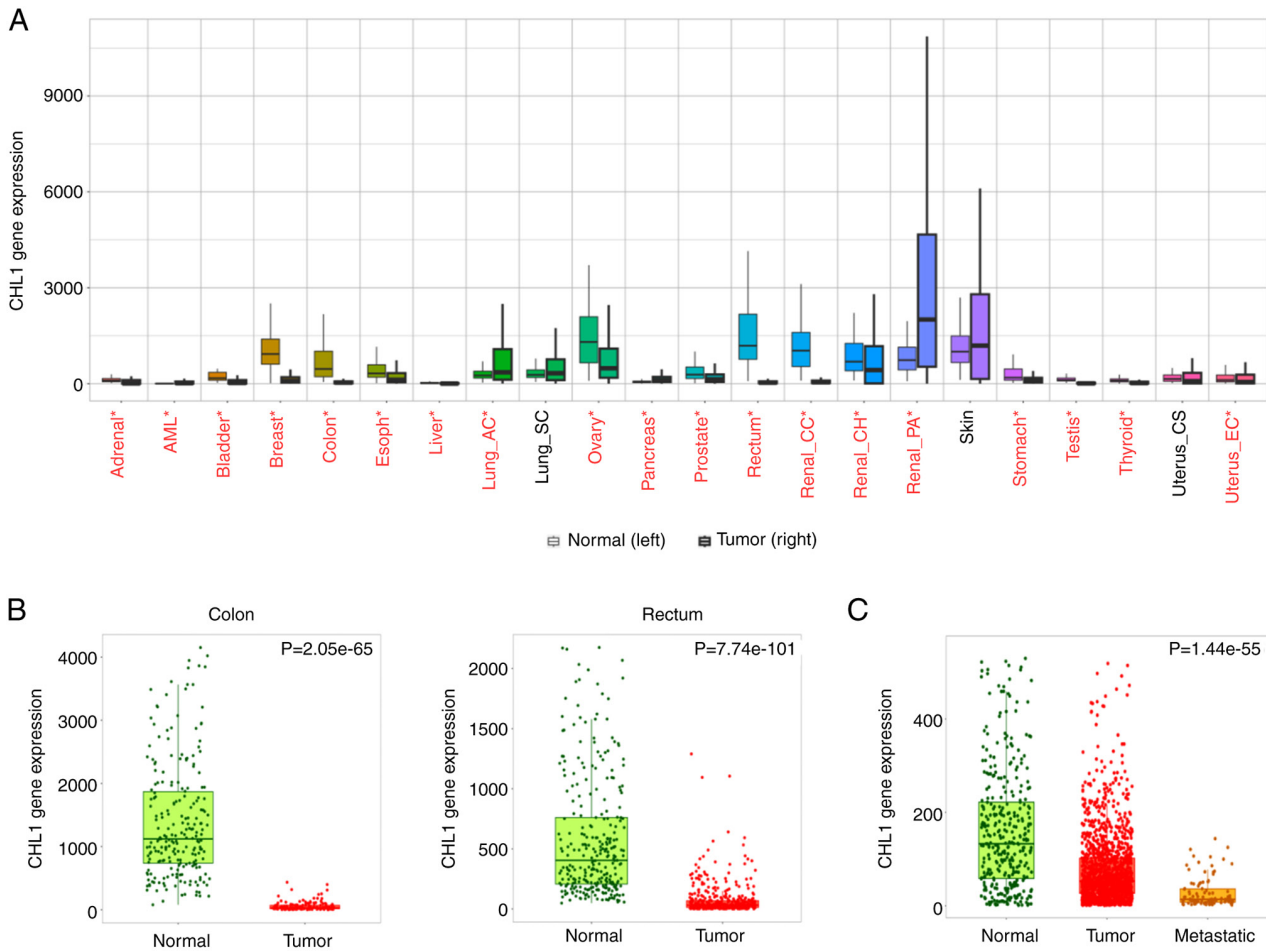 A
CHL1 gene expression
9000
6000
3000
0
Adrenal*
AML*
Bladder*
Breast*
Colon*
Esoph*
Liver*
Lung_AC*
Lung_SC
Ovary*
Pancreas*
Prostate*
Rectum*
Renal_CC*
Renal_CH*
Renal_PA*
Skin
Stomach*
Testis*
Thyroid*
Uterus_CS
Uterus_EC*
Normal (left) Tumor (right)
B
Colon
P=2.05e-65
CHL1 gene expression
4000
3000
2000
1000
0
Normal Tumor
Rectum
P=7.74e-101
CHL1 gene expression
2000
1500
1000
500
0
Normal Tumor
C
P=1.44e-55
CHL1 gene expression
400
200
0
Normal Tumor Metastatic